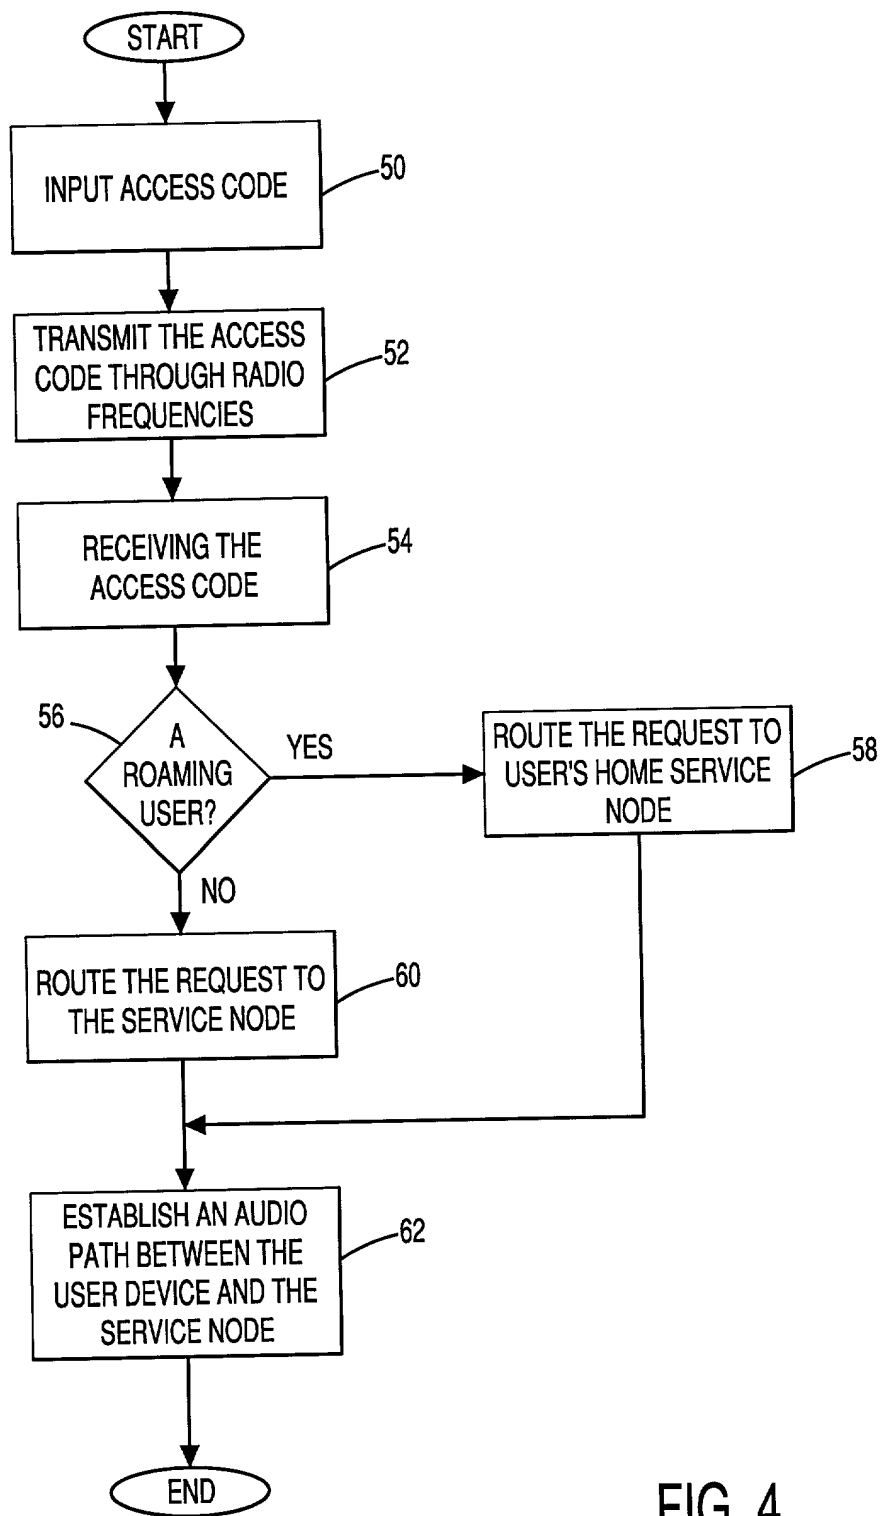 START
INPUT ACCESS CODE
50
TRANSMIT THE ACCESS
CODE THROUGH RADIO
FREQUENCIES
52
RECEIVING THE
ACCESS CODE
54
56
A
ROAMING
USER?
YES
ROUTE THE REQUEST TO
USER'S HOME SERVICE
NODE
58
NO
ROUTE THE REQUEST TO
THE SERVICE NODE
60
ESTABLISH AN AUDIO
PATH BETWEEN THE
USER DEVICE AND THE
SERVICE NODE
62
END
FIG. 4